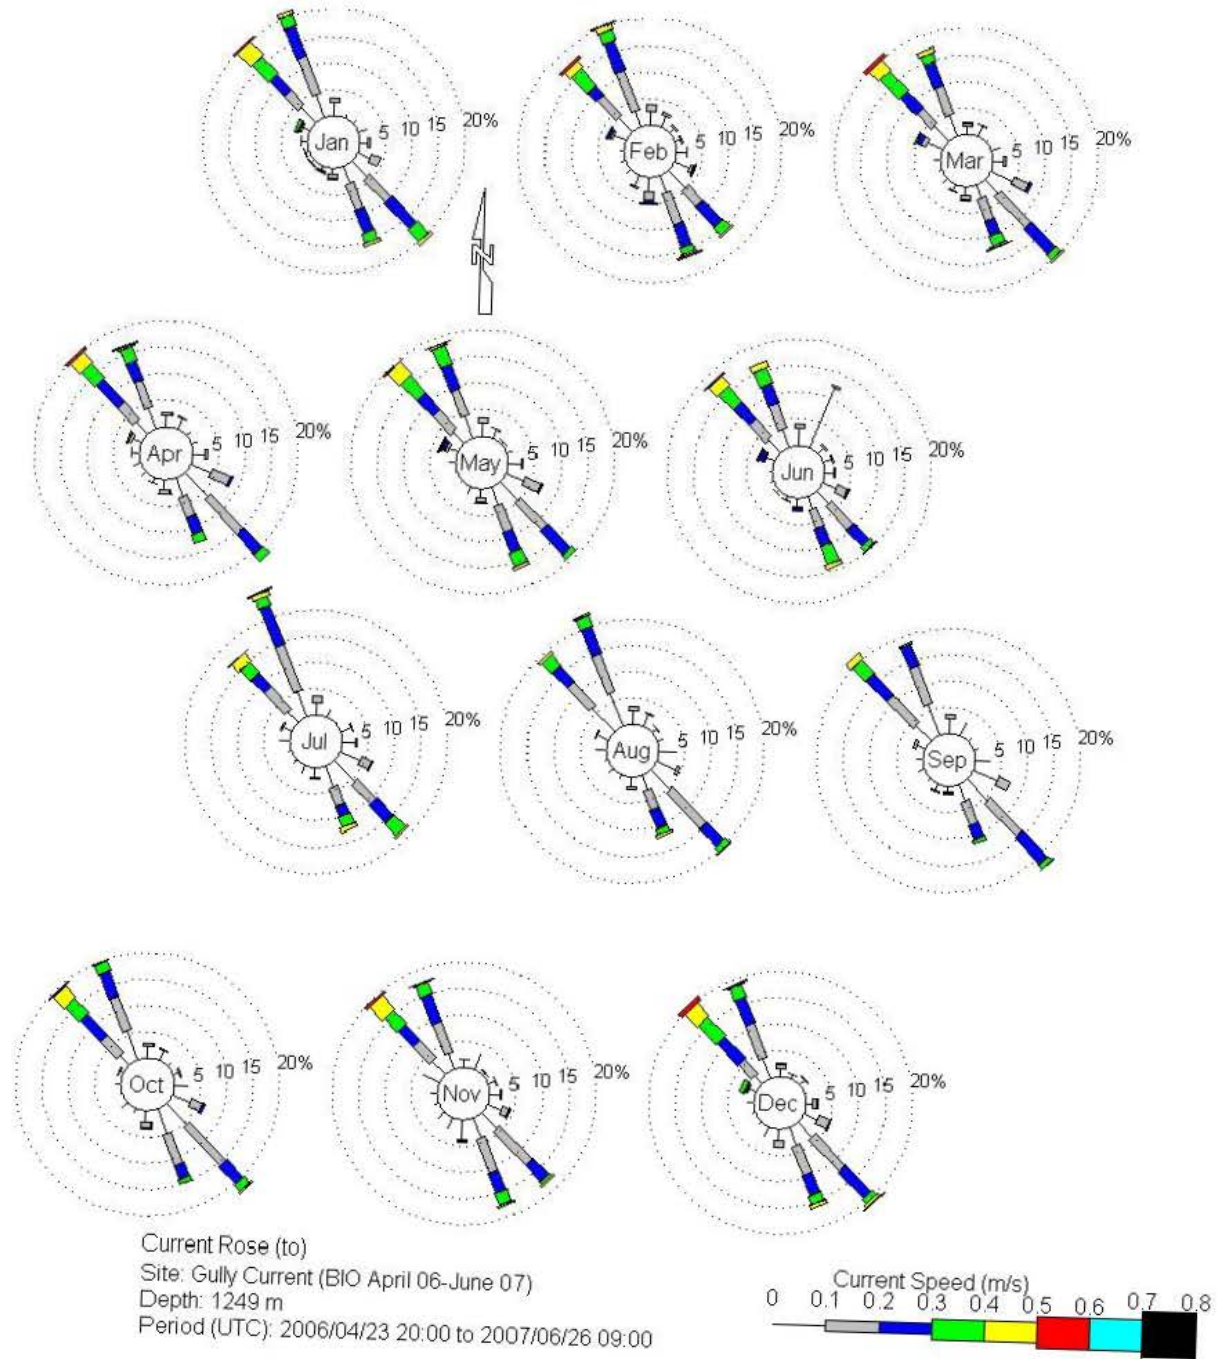 Jan 5 10 15 20%
Feb 5 10 15 20%
Mar 5 10 15 20%
N
Apr 5 10 15 20%
May 5 10 15 20%
Jun 5 10 15 20%
Jul 5 10 15 20%
Aug 5 10 15 20%
Sep 5 10 15 20%
Oct 5 10 15 20%
Nov 5 10 15 20%
Dec 5 10 15 20%
Current Rose (to)
Site: Gully Current (BIO April 06-June 07)
Depth: 1249 m
Period (UTC): 2006/04/23 20:00 to 2007/06/26 09:00
Current Speed (m/s)
0 0.1 0.2 0.3 0.4 0.5 0.6 0.7 0.8